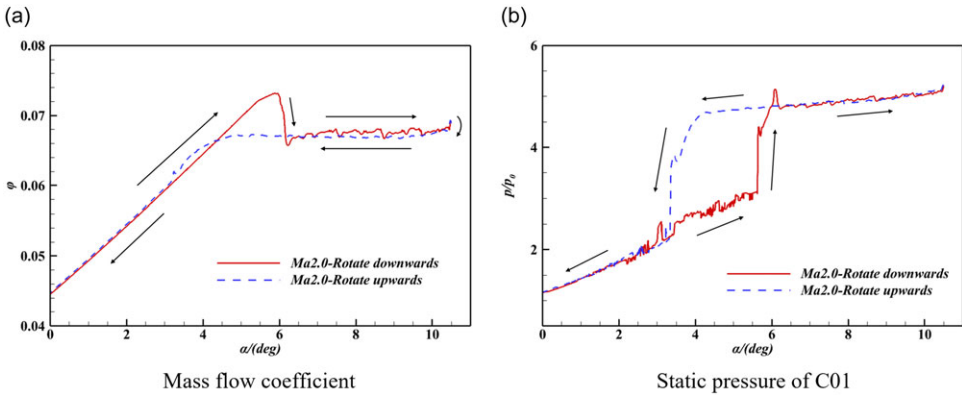 (a)
0.08
0.07
0.06
0.05
0.04
φ
0 2 4 6 8 10
α/(deg)
Ma2.0-Rotate downwards
Ma2.0-Rotate upwards
Mass flow coefficient
(b)
6
4
2
0
p/p₀
0 2 4 6 8 10
α/(deg)
Ma2.0-Rotate downwards
Ma2.0-Rotate upwards
Static pressure of C01